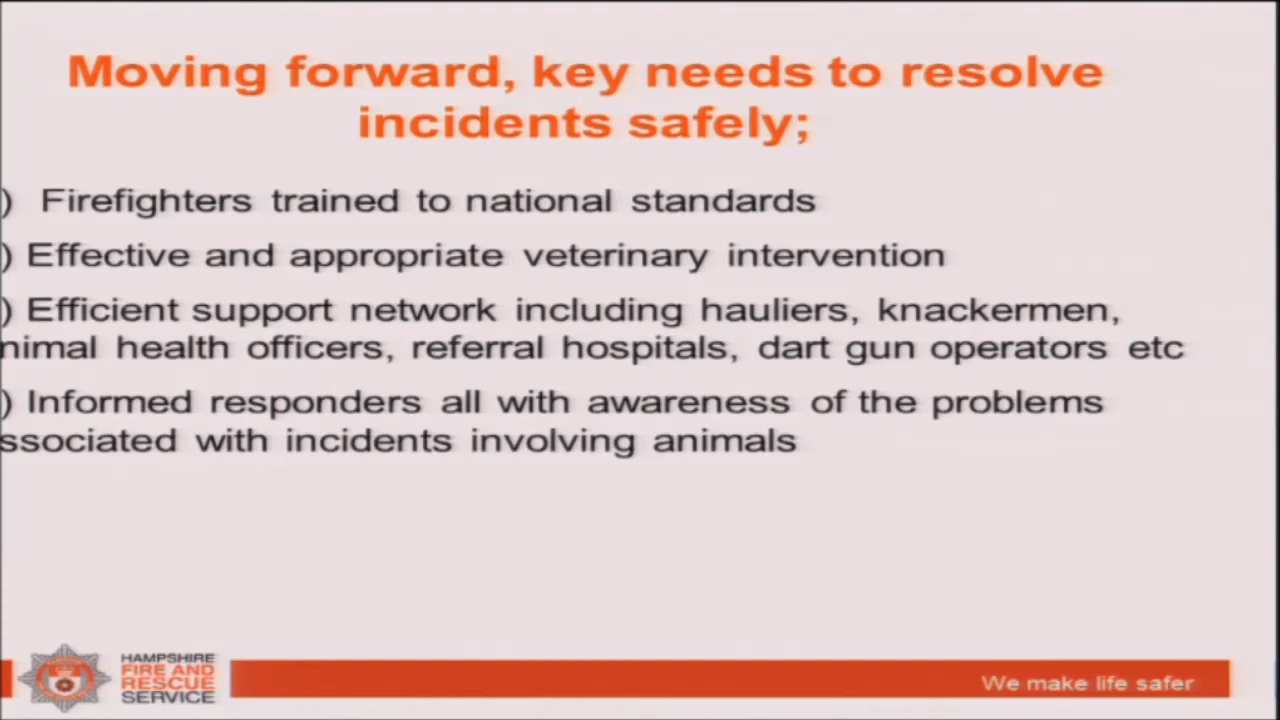 Moving forward, key needs to resolve
incidents safely;
) Firefighters trained to national standards
) Effective and appropriate veterinary intervention
) Efficient support network including hauliers, knackermen,
nimal health officers, referral hospitals, dart gun operators etc
) Informed responders all with awareness of the problems
ssociated with incidents involving animals
HAMPSHIRE
FIRE AND
RESCUE
SERVICE
We make life safer